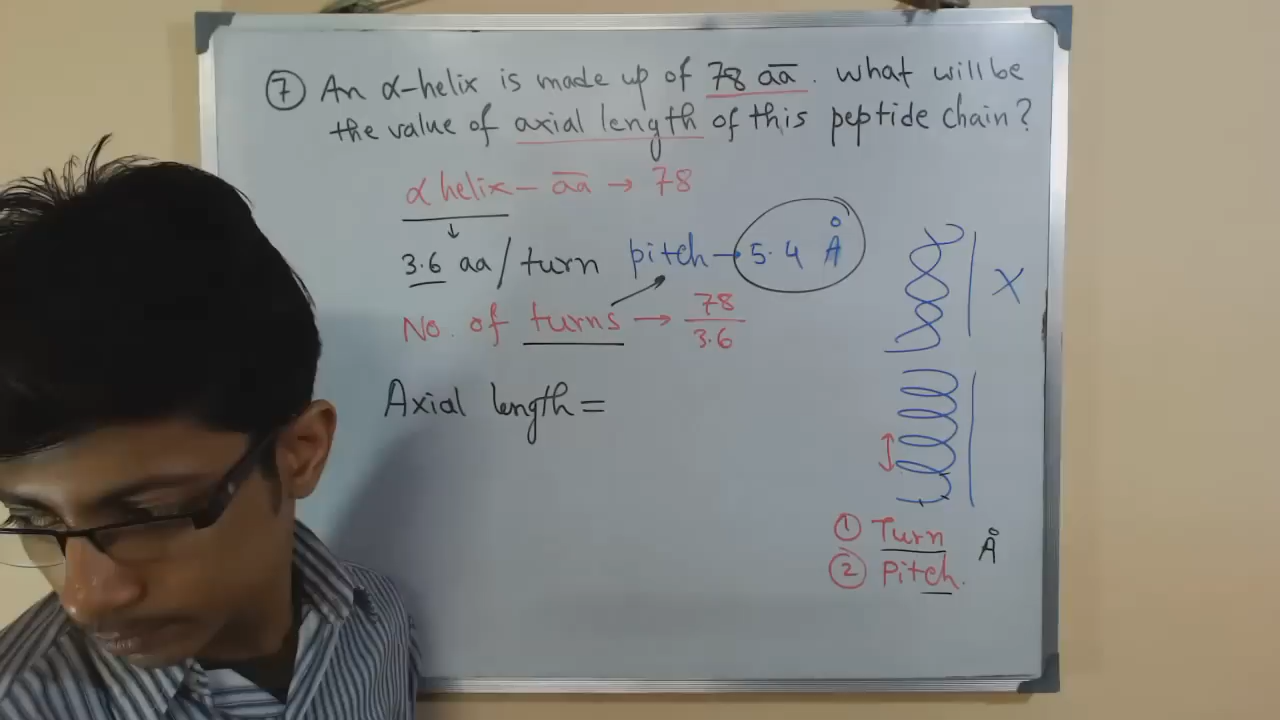 ⑦ An α-helix is made up of 78 a̅a̅. what will be
the value of axial length of this peptide chain?
α helix - a̅a̅ → 78
3.6 aa/turn pitch → 5.4 Å
No. of turns → 78/3.6
Axial length =
X
① Turn Å
② Pitch.